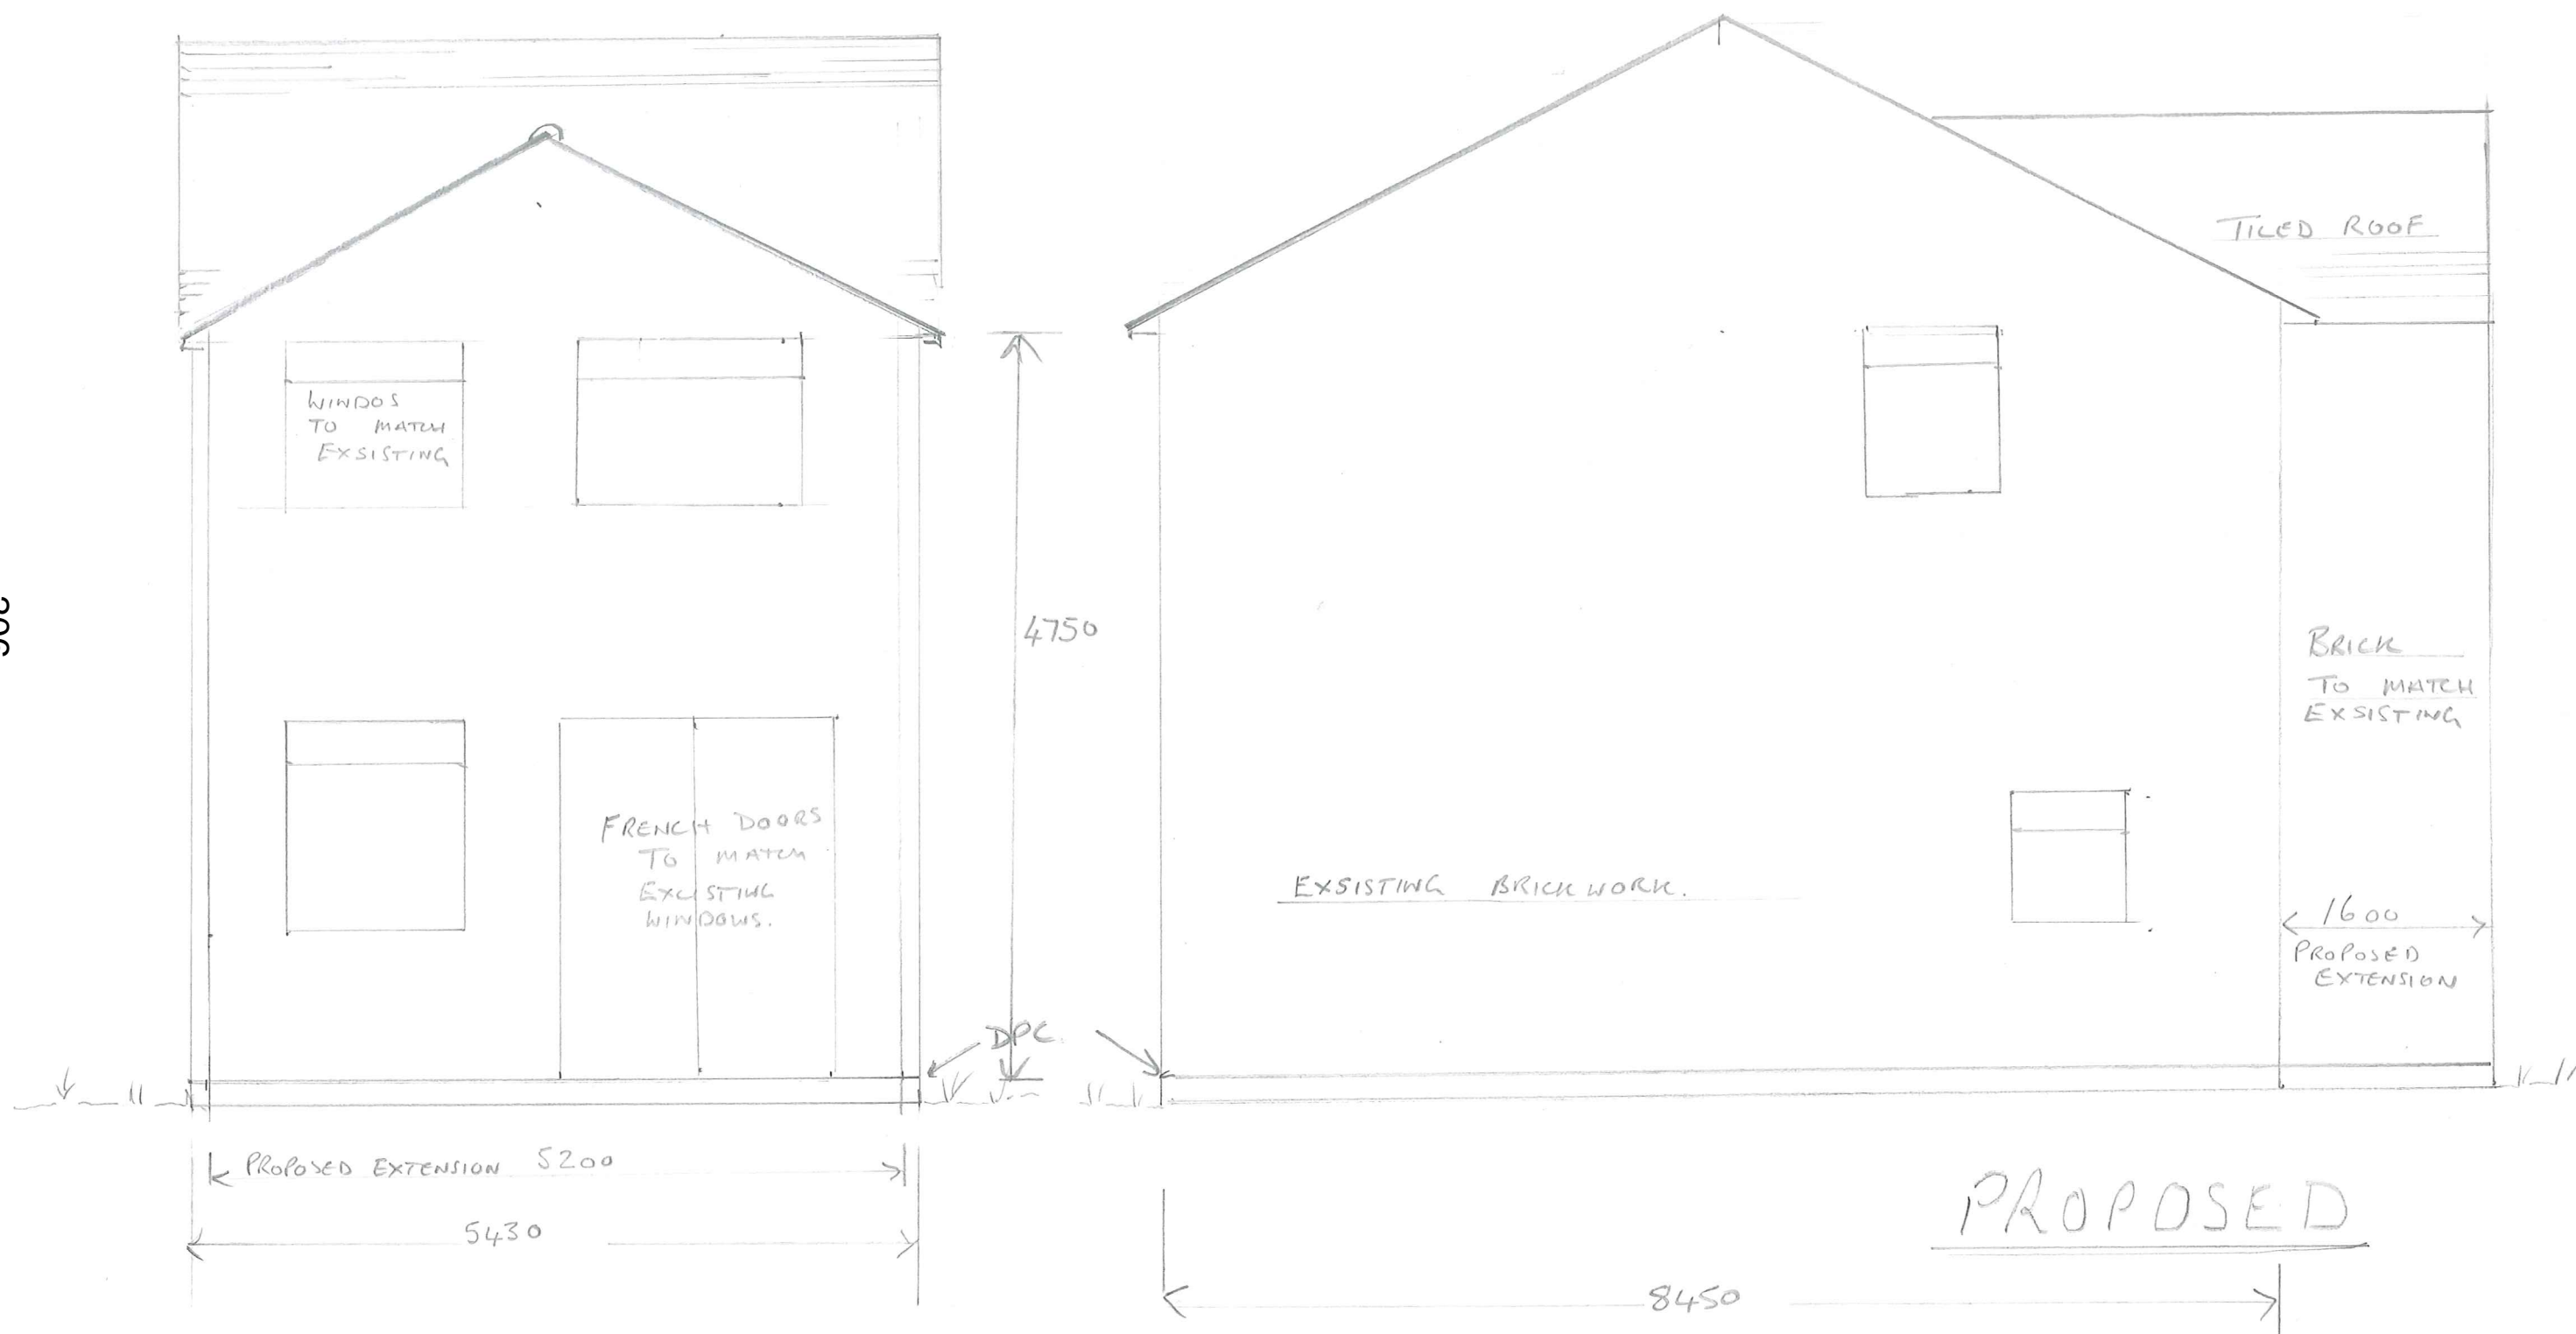 WINDOS
TO MATCH
EXSISTING
FRENCH DOORS
TO MATCH
EXCISTING
WINDOWS.
4750
DPC
PROPOSED EXTENSION 5200
5430
TILED ROOF
BRICK
TO MATCH
EXSISTING
EXSISTING BRICKWORK.
1600
PROPOSED
EXTENSION
PROPOSED
8450